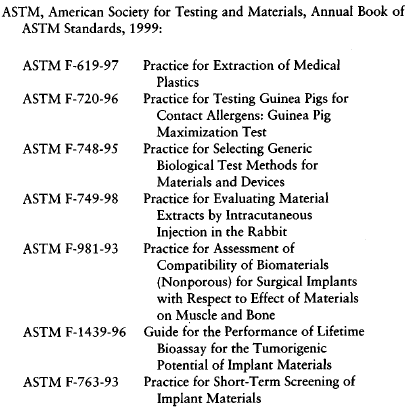 ASTM, American Society for Testing and Materials, Annual Book of
ASTM Standards, 1999:
ASTM F-619-97 Practice for Extraction of Medical
Plastics
ASTM F-720-96 Practice for Testing Guinea Pigs for
Contact Allergens: Guinea Pig
Maximization Test
ASTM F-748-95 Practice for Selecting Generic
Biological Test Methods for
Materials and Devices
ASTM F-749-98 Practice for Evaluating Material
Extracts by Intracutaneous
Injection in the Rabbit
ASTM F-981-93 Practice for Assessment of
Compatibility of Biomaterials
(Nonporous) for Surgical Implants
with Respect to Effect of Materials
on Muscle and Bone
ASTM F-1439-96 Guide for the Performance of Lifetime
Bioassay for the Tumorigenic
Potential of Implant Materials
ASTM F-763-93 Practice for Short-Term Screening of
Implant Materials